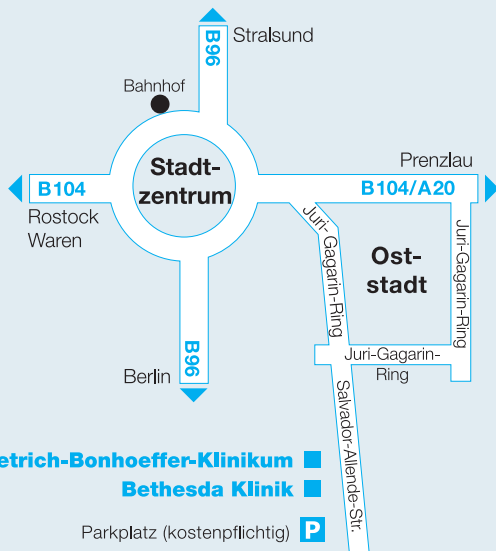 B96
Stralsund
Bahnhof
Stadt-
zentrum
Prenzlau
B104
B104/A20
Rostock
Waren
Juri-Gagarin-Ring
Juri-Gagarin-Ring
Ost-
stadt
Juri-Gagarin-
Ring
B96
Berlin
Salvador-Allende-Str.
etrich-Bonhoeffer-Klinikum
Bethesda Klinik
Parkplatz (kostenpflichtig) P